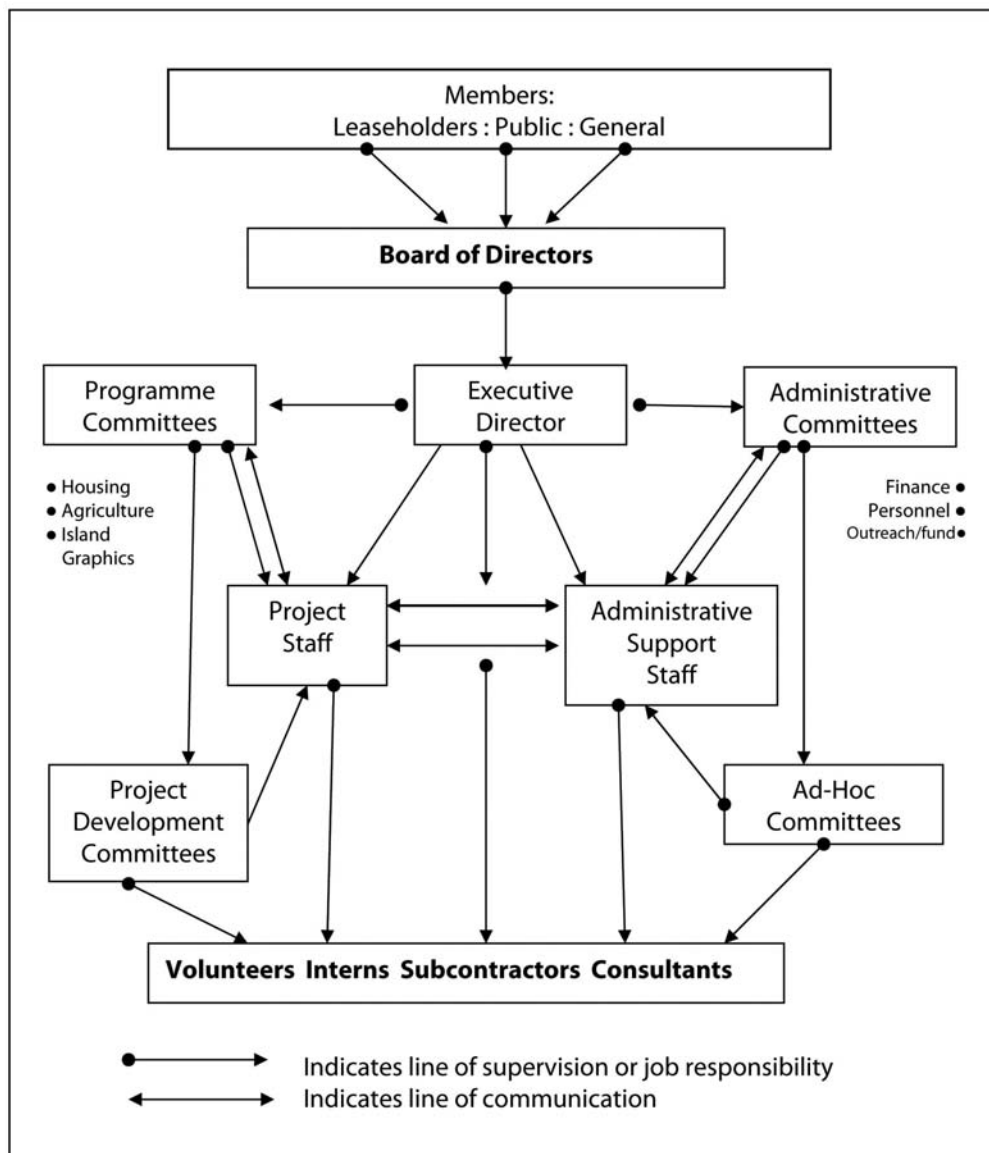 Members:
Leaseholders : Public : General
Board of Directors
Programme
Committees
Executive
Director
Administrative
Committees
• Housing
• Agriculture
• Island
Graphics
Finance •
Personnel •
Outreach/fund•
Project
Staff
Administrative
Support
Staff
Project
Development
Committees
Ad-Hoc
Committees
Volunteers Interns Subcontractors Consultants
Indicates line of supervision or job responsibility
Indicates line of communication